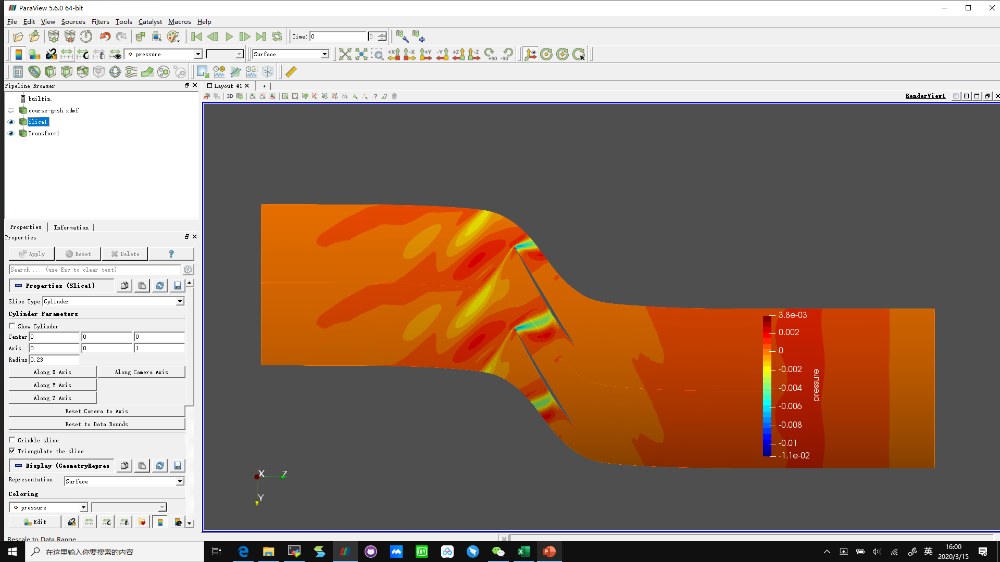 ParaView 5.6.0 64-bit
File Edit View Sources Filters Tools Catalyst Macros Help
Time: 0 0
pressure Surface +X -X +Y -Y +Z -Z +90 -90
Pipeline Browser
Layout #1 +
3D RenderView1
builtin:
coarse-gmsh.xdmf
Slice1
Transform1
Properties Information
Properties
Apply Reset Delete ?
Search ... (use Esc to clear text)
Properties (Slice1)
Slice Type Cylinder
Cylinder Parameters
Show Cylinder
Center 0 0 0
Axis 0 0 1
Radius 0.23
Along X Axis Along Camera Axis
Along Y Axis
Along Z Axis
Reset Camera to Axis
Reset to Data Bounds
Crinkle slice
Triangulate the slice
Display (GeometryRepres
Representation Surface
Coloring
pressure
Edit
Rescale to Data Range
3.8e-03
0.002
0
-0.002
-0.004
-0.006
-0.008
-0.01
-1.1e-02
pressure
X Z
Y
在这里输入你要搜索的内容
英 16:00
2020/3/15